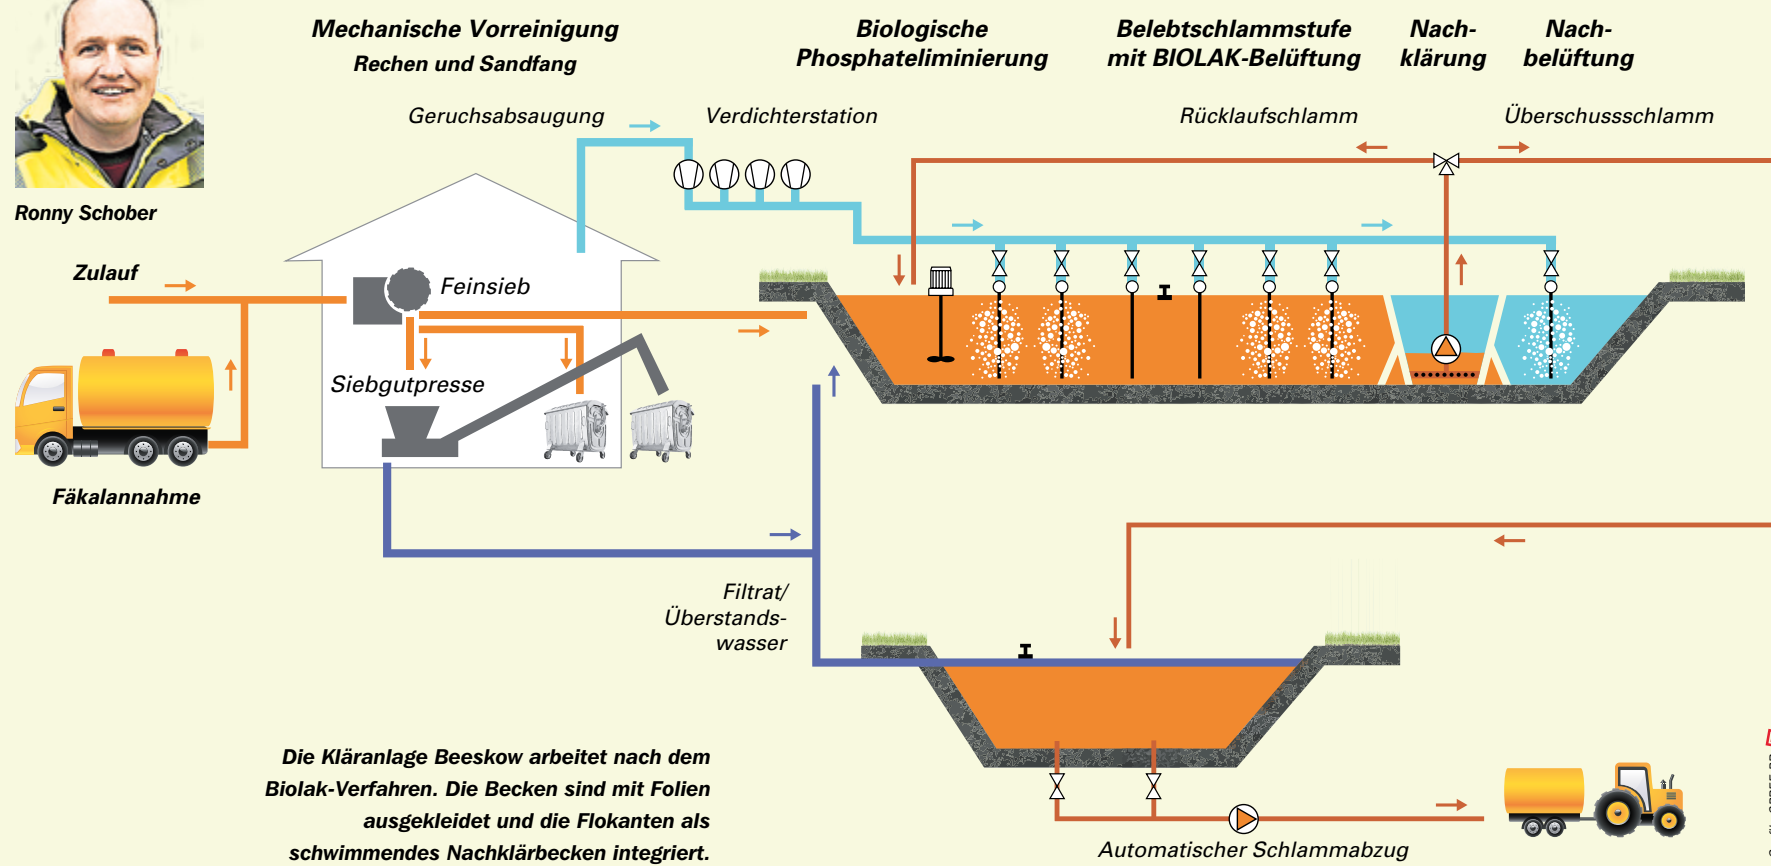 Mechanische Vorreinigung
Rechen und Sandfang
Biologische
Phosphateliminierung
Belebtschlammstufe
mit BIOLAK-Belüftung
Nach-
klärung
Nach-
belüftung
Geruchsabsaugung
Verdichterstation
Rücklaufschlamm
Überschussschlamm
Ronny Schober
Zulauf
Feinsieb
Siebgutpresse
Fäkalannahme
Filtrat/
Überstands-
wasser
Die Kläranlage Beeskow arbeitet nach dem
Biolak-Verfahren. Die Becken sind mit Folien
ausgekleidet und die Flokanten als
schwimmendes Nachklärbecken integriert.
Automatischer Schlammabzug